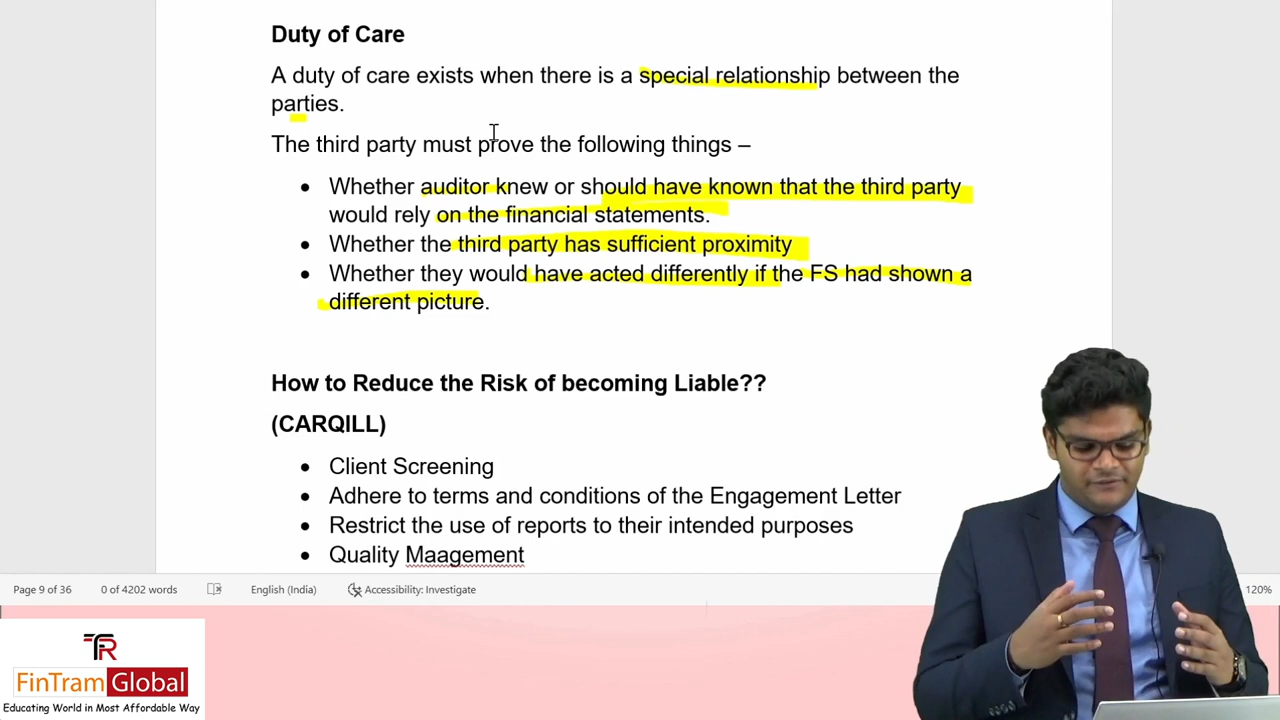 Duty of Care
A duty of care exists when there is a special relationship between the
parties.
The third party must prove the following things –
• Whether auditor knew or should have known that the third party
would rely on the financial statements.
• Whether the third party has sufficient proximity
• Whether they would have acted differently if the FS had shown a
different picture.
How to Reduce the Risk of becoming Liable??
(CARQILL)
• Client Screening
• Adhere to terms and conditions of the Engagement Letter
• Restrict the use of reports to their intended purposes
• Quality Maagement
Page 9 of 36 0 of 4202 words English (India) Accessibility: Investigate 120%
FinTram Global
Educating World in Most Affordable Way